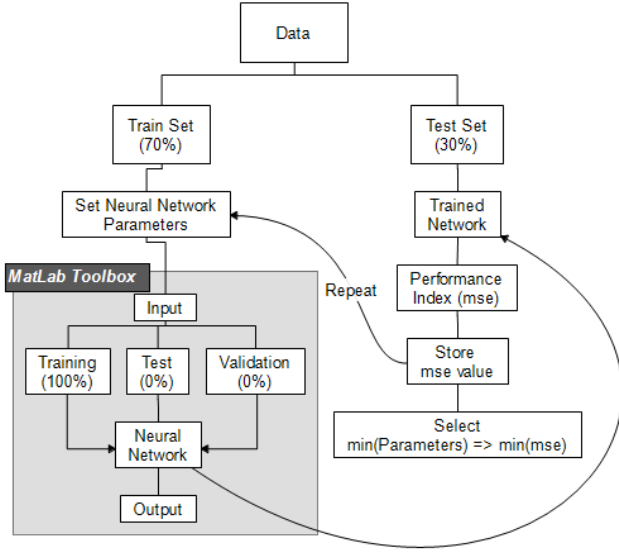 Data
Train Set
(70%)
Test Set
(30%)
Set Neural Network
Parameters
Trained
Network
MatLab Toolbox
Performance
Index (mse)
Repeat
Input
Training
(100%)
Test
(0%)
Validation
(0%)
Store
mse value
Neural
Network
Select
min(Parameters) => min(mse)
Output